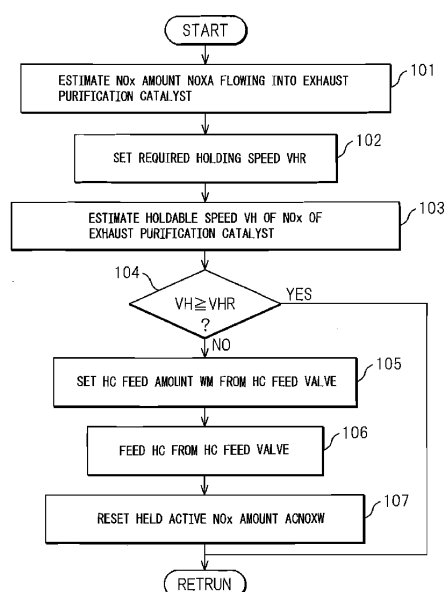 START
ESTIMATE NOx AMOUNT NOXA FLOWING INTO EXHAUST
PURIFICATION CATALYST
101
SET REQUIRED HOLDING SPEED VHR
102
ESTIMATE HOLDABLE SPEED VH OF NOx OF
EXHAUST PURIFICATION CATALYST
103
104
VH≧VHR
?
YES
NO
SET HC FEED AMOUNT WM FROM HC FEED VALVE
105
FEED HC FROM HC FEED VALVE
106
RESET HELD ACTIVE NOx AMOUNT ACNOXW
107
RETRUN